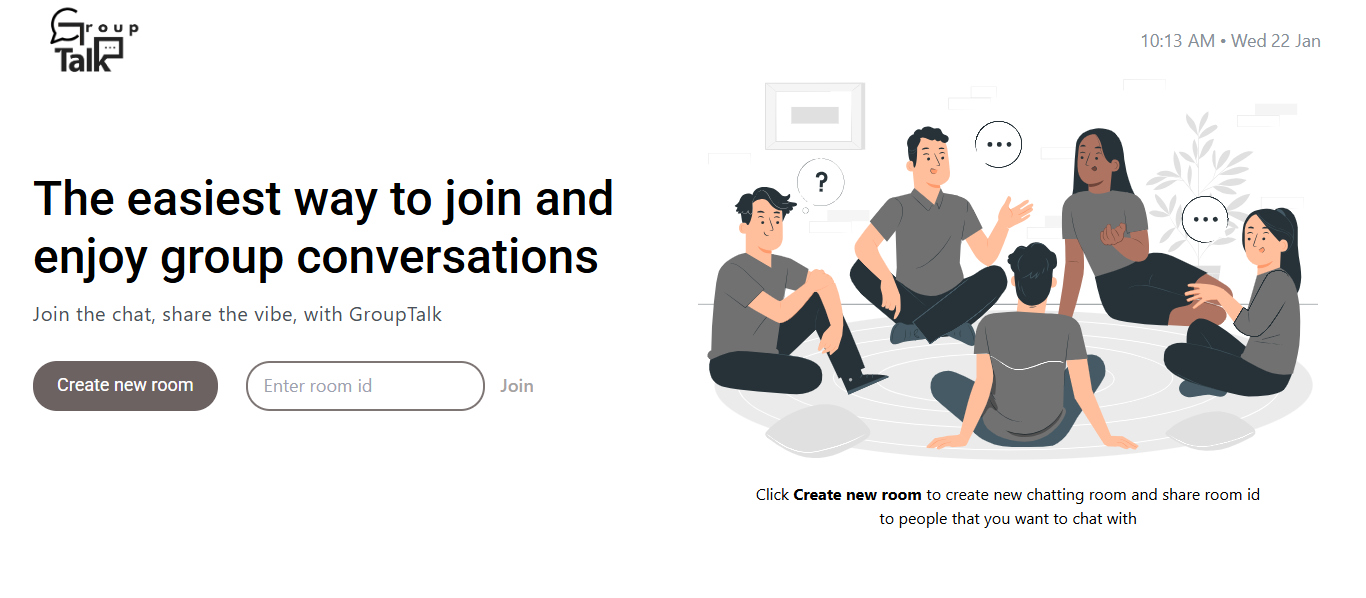 Group
Talk
10:13 AM • Wed 22 Jan
?
The easiest way to join and
enjoy group conversations
Join the chat, share the vibe, with GroupTalk
Create new room
Enter room id
Join
Click Create new room to create new chatting room and share room id
to people that you want to chat with